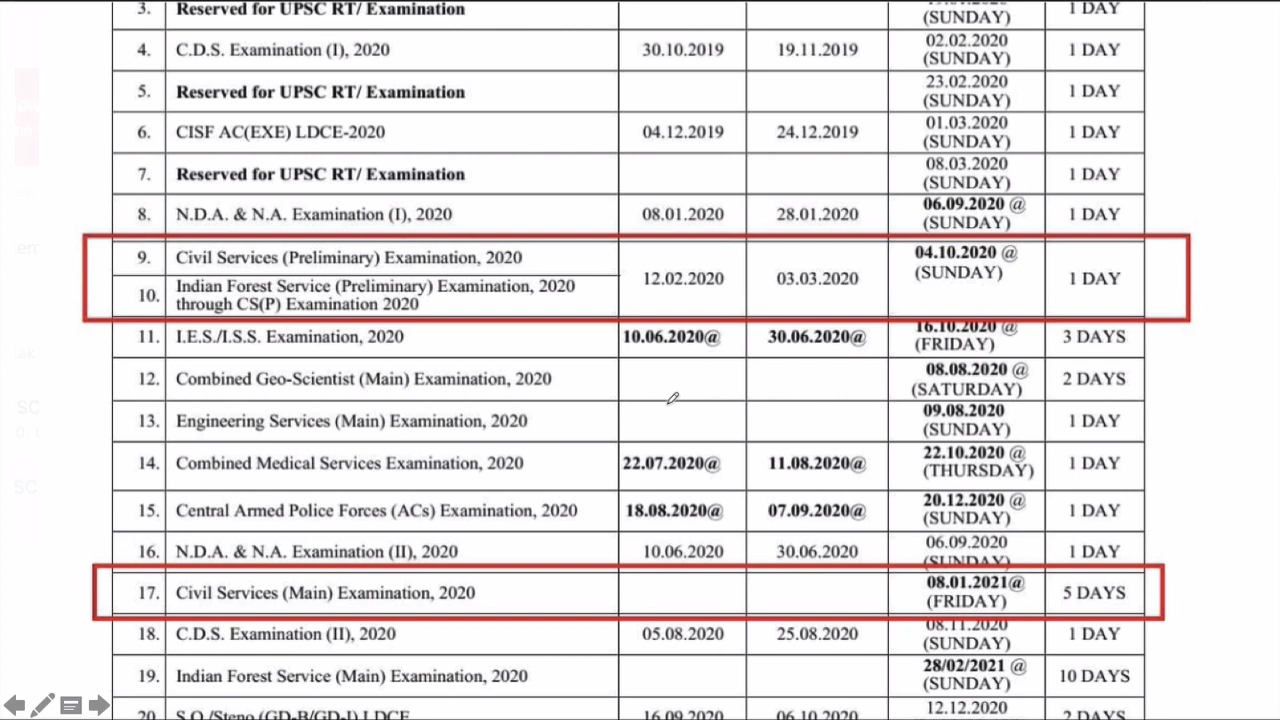 3. Reserved for UPSC RT/ Examination (SUNDAY) 1 DAY
4. C.D.S. Examination (I), 2020 30.10.2019 19.11.2019 02.02.2020 (SUNDAY) 1 DAY
5. Reserved for UPSC RT/ Examination 23.02.2020 (SUNDAY) 1 DAY
6. CISF AC(EXE) LDCE-2020 04.12.2019 24.12.2019 01.03.2020 (SUNDAY) 1 DAY
7. Reserved for UPSC RT/ Examination 08.03.2020 (SUNDAY) 1 DAY
8. N.D.A. & N.A. Examination (I), 2020 08.01.2020 28.01.2020 06.09.2020 @ (SUNDAY) 1 DAY
9. Civil Services (Preliminary) Examination, 2020 04.10.2020 @
12.02.2020 03.03.2020 (SUNDAY) 1 DAY
10. Indian Forest Service (Preliminary) Examination, 2020
through CS(P) Examination 2020
11. I.E.S./I.S.S. Examination, 2020 10.06.2020@ 30.06.2020@ 16.10.2020 @ (FRIDAY) 3 DAYS
12. Combined Geo-Scientist (Main) Examination, 2020 08.08.2020 @ (SATURDAY) 2 DAYS
13. Engineering Services (Main) Examination, 2020 09.08.2020 (SUNDAY) 1 DAY
14. Combined Medical Services Examination, 2020 22.07.2020@ 11.08.2020@ 22.10.2020 @ (THURSDAY) 1 DAY
15. Central Armed Police Forces (ACs) Examination, 2020 18.08.2020@ 07.09.2020@ 20.12.2020 @ (SUNDAY) 1 DAY
16. N.D.A. & N.A. Examination (II), 2020 10.06.2020 30.06.2020 06.09.2020 (SUNDAY) 1 DAY
17. Civil Services (Main) Examination, 2020 08.01.2021@ (FRIDAY) 5 DAYS
18. C.D.S. Examination (II), 2020 05.08.2020 25.08.2020 08.11.2020 (SUNDAY) 1 DAY
19. Indian Forest Service (Main) Examination, 2020 28/02/2021 @ (SUNDAY) 10 DAYS
20. S.O./Steno (GD-B/GD-I) LDCE 16.09.2020 06.10.2020 12.12.2020 2 DAYS